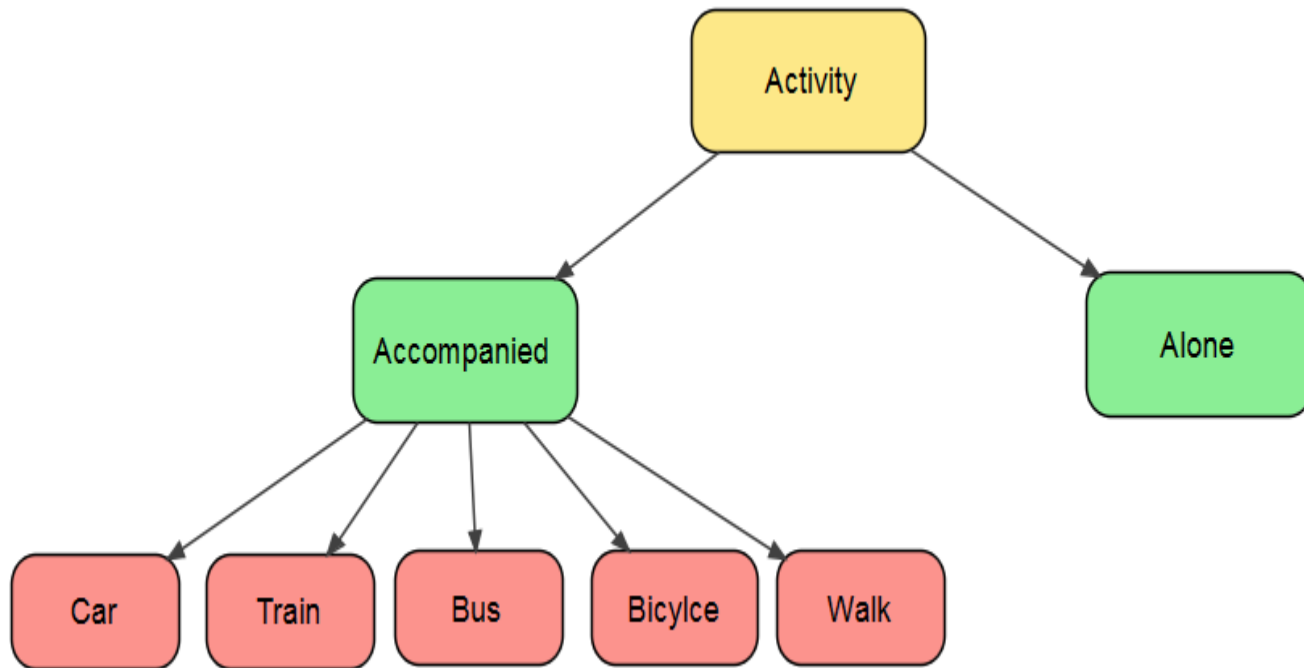 Activity
Accompanied
Alone
Car
Train
Bus
Bicylce
Walk